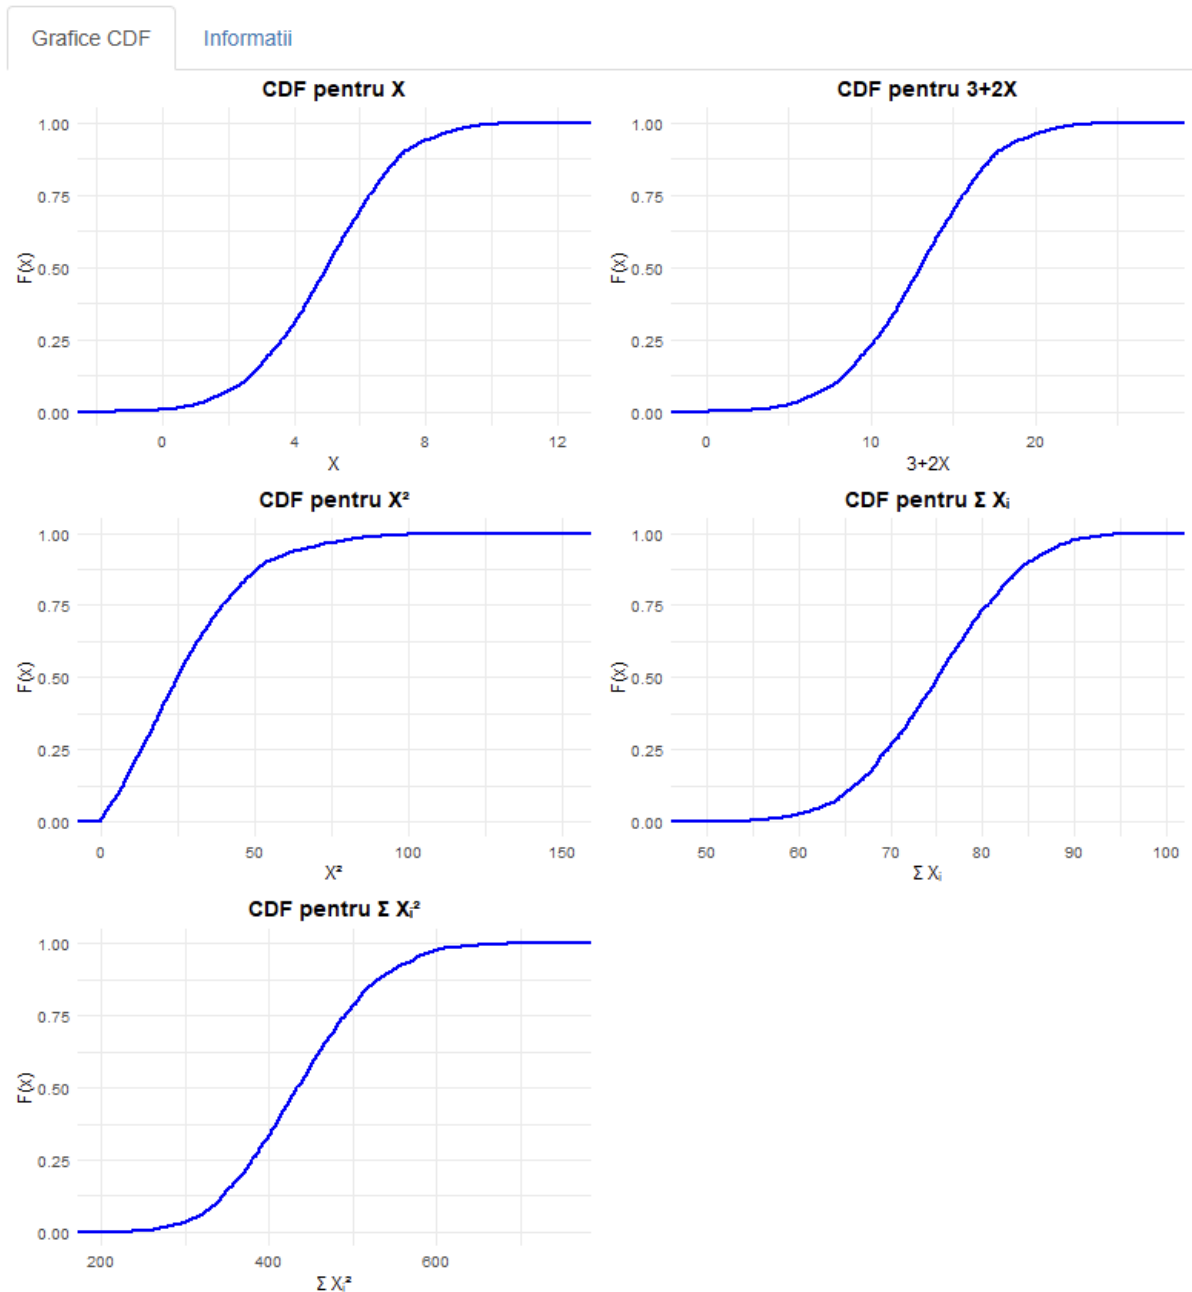 Grafice CDF
Informatii
CDF pentru X
1.00
0.75
0.50
0.25
0.00
F(x)
0 4 8 12
X
CDF pentru 3+2X
1.00
0.75
0.50
0.25
0.00
F(x)
0 10 20
3+2X
CDF pentru X²
1.00
0.75
0.50
0.25
0.00
F(x)
0 50 100 150
X²
CDF pentru Σ Xᵢ
1.00
0.75
0.50
0.25
0.00
F(x)
50 60 70 80 90 100
Σ Xᵢ
CDF pentru Σ Xᵢ²
1.00
0.75
0.50
0.25
0.00
F(x)
200 400 600
Σ Xᵢ²